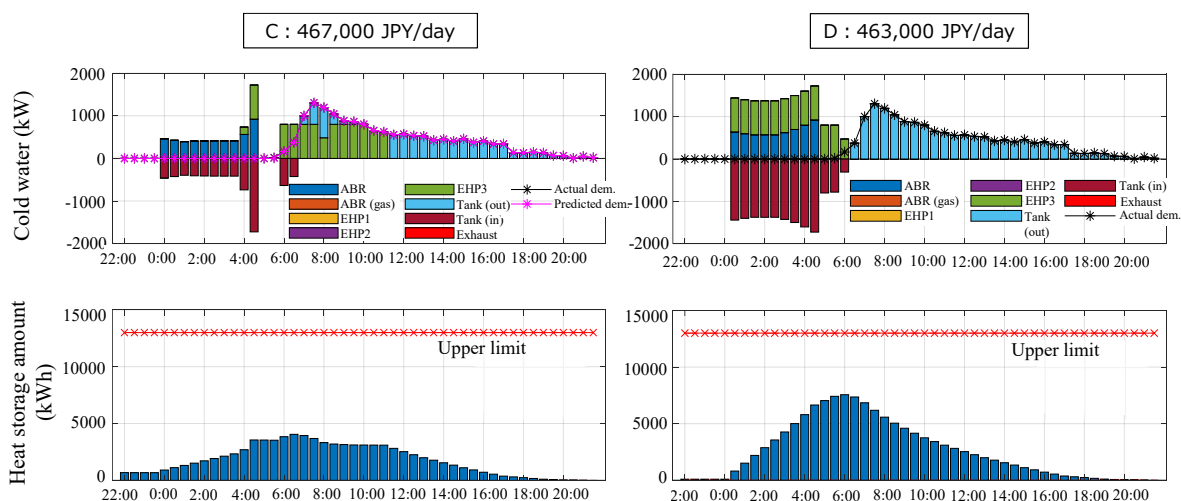 C : 467,000 JPY/day
D : 463,000 JPY/day
Cold water (kW)
2000
1000
0
-1000
-2000
ABR
ABR (gas)
EHP1
EHP2
EHP3
Tank (out)
Tank (in)
Exhaust
Actual dem.
Predicted dem.
22:00 0:00 2:00 4:00 6:00 8:00 10:00 12:00 14:00 16:00 18:00 20:00
2000
1000
0
-1000
-2000
ABR
ABR (gas)
EHP1
EHP2
EHP3
Tank
(out)
Tank (in)
Exhaust
Actual dem.
22:00 0:00 2:00 4:00 6:00 8:00 10:00 12:00 14:00 16:00 18:00 20:00
Heat storage amount
(kWh)
15000
10000
5000
0
Upper limit
22:00 0:00 2:00 4:00 6:00 8:00 10:00 12:00 14:00 16:00 18:00 20:00
15000
10000
5000
0
Upper limit
2:00 0:00 2:00 4:00 6:00 8:00 10:00 12:00 14:00 16:00 18:00 20:00